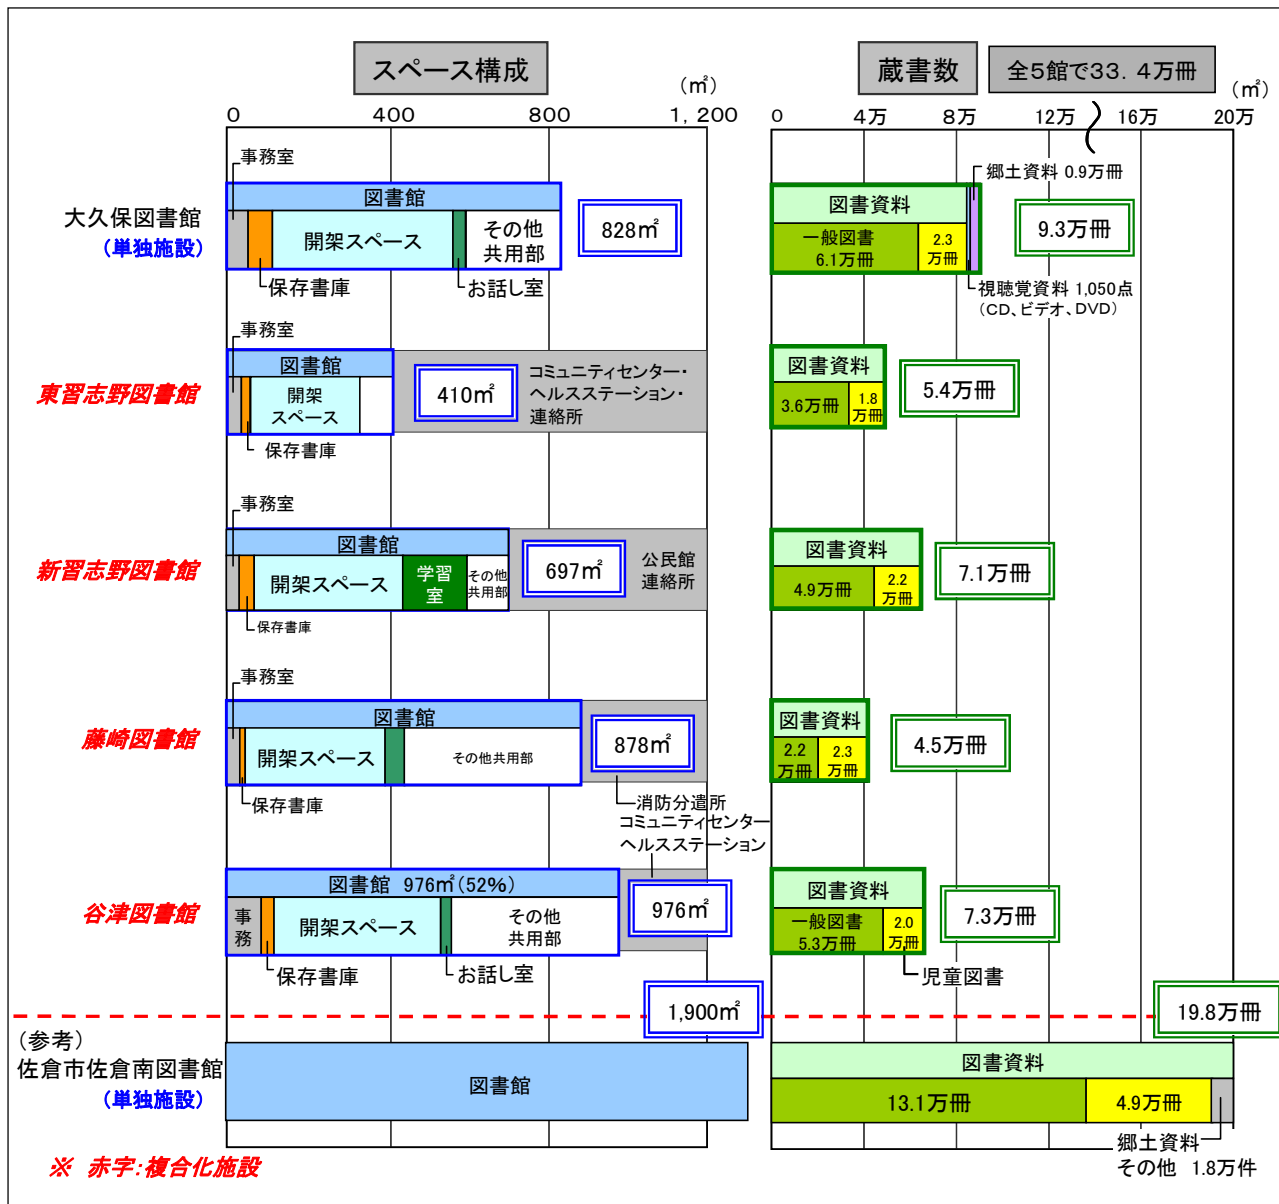 スペース構成
蔵書数
全5館で33.4万冊
(㎡)
(㎡)
0
400
800
1,200
0
4万
8万
12万
16万
20万
大久保図書館
(単独施設)
事務室
図書館
開架スペース
その他
共用部
保存書庫
お話し室
828㎡
図書資料
一般図書
6.1万冊
2.3
万冊
郷土資料 0.9万冊
視聴覚資料 1,050点
(CD、ビデオ、DVD)
9.3万冊
東習志野図書館
事務室
図書館
開架
スペース
保存書庫
410㎡
コミュニティセンター・
ヘルスステーション・
連絡所
図書資料
3.6万冊
1.8
万冊
5.4万冊
新習志野図書館
事務室
図書館
開架スペース
学習
室
その他
共用部
保存書庫
697㎡
公民館
連絡所
図書資料
4.9万冊
2.2
万冊
7.1万冊
藤崎図書館
事務室
図書館
開架スペース
その他共用部
保存書庫
878㎡
消防分遣所
コミュニティセンター
ヘルスステーション
図書資料
2.2
万冊
2.3
万冊
4.5万冊
谷津図書館
図書館 976㎡(52%)
事
務
開架スペース
その他
共用部
保存書庫
お話し室
976㎡
図書資料
一般図書
5.3万冊
2.0
万冊
児童図書
7.3万冊
(参考)
佐倉市佐倉南図書館
(単独施設)
1,900㎡
図書館
19.8万冊
図書資料
13.1万冊
4.9万冊
郷土資料
その他 1.8万件
※ 赤字:複合化施設